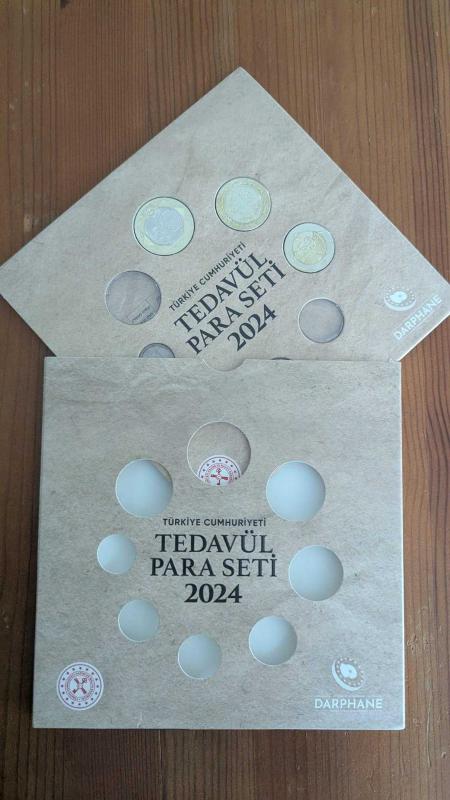 TÜRKİYE CUMHURİYETİ
TEDAVÜL
PARA SETİ
2024
DARPHANE
TÜRKİYE CUMHURİYETİ
TEDAVÜL
PARA SETİ
2024
DARPHANE